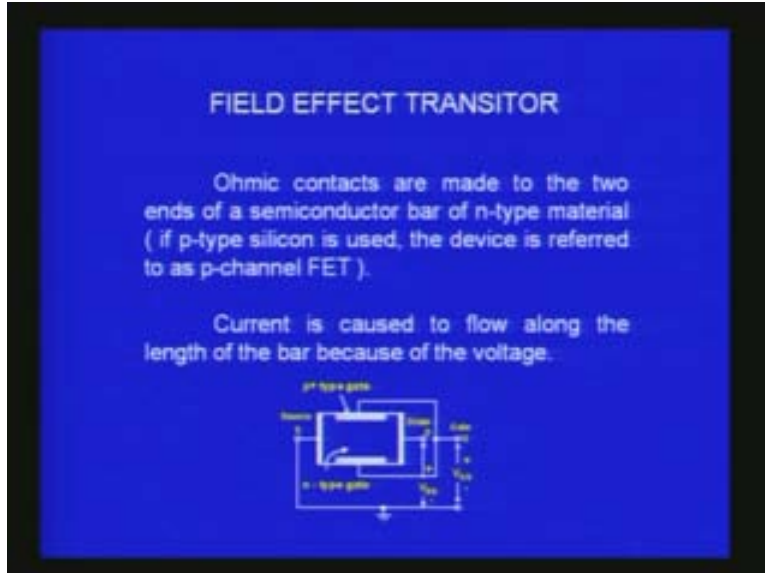 FIELD EFFECT TRANSITOR
Ohmic contacts are made to the two
ends of a semiconductor bar of n-type material
( if p-type silicon is used, the device is referred
to as p-channel FET ).
Current is caused to flow along the
length of the bar because of the voltage.
p+ type gate
Source
Drain
Gate
n - type gate